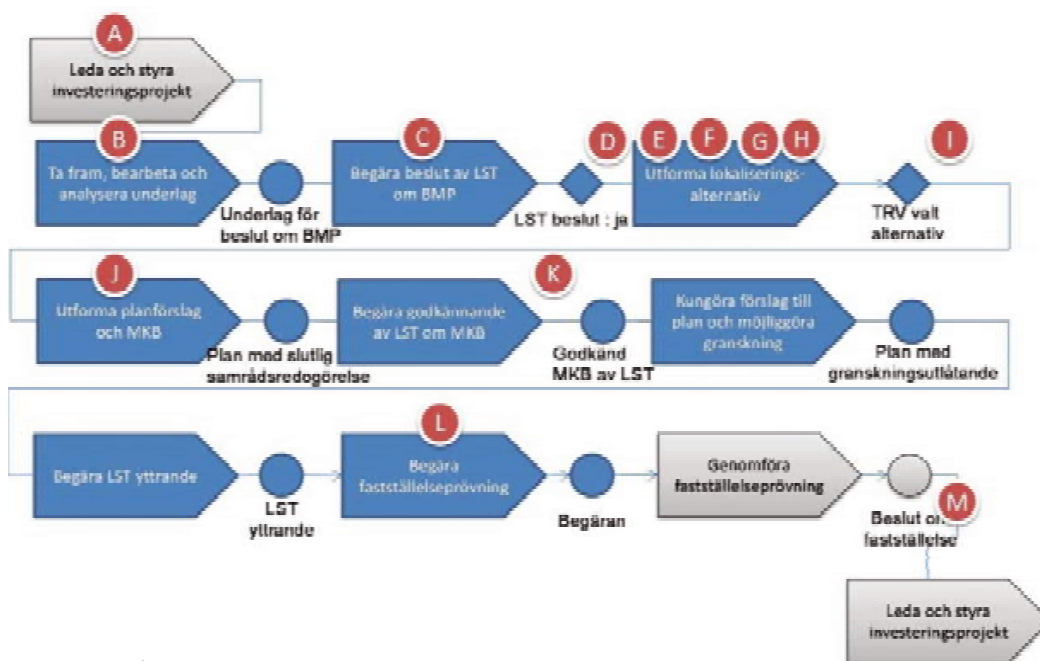 A
Leda och styra
investeringsprojekt
B
Ta fram, bearbeta och
analysera underlag
Underlag för
beslut om BMP
C
Begära beslut av LST
om BMP
D
LST beslut : ja
E F G H
Utforma lokaliserings-
alternativ
I
TRV valt
alternativ
J
Utforma planförslag
och MKB
Plan med slutlig
samrådsredogörelse
Begära godkännande
av LST om MKB
K
Godkänd
MKB av LST
Kungöra förslag till
plan och möjliggöra
granskning
Plan med
granskningsutlåtande
Begära LST yttrande
LST
yttrande
L
Begära
fastställelseprövning
Begäran
Genomföra
fastställelseprövning
M
Beslut om
fastställelse
Leda och styra
investeringsprojekt